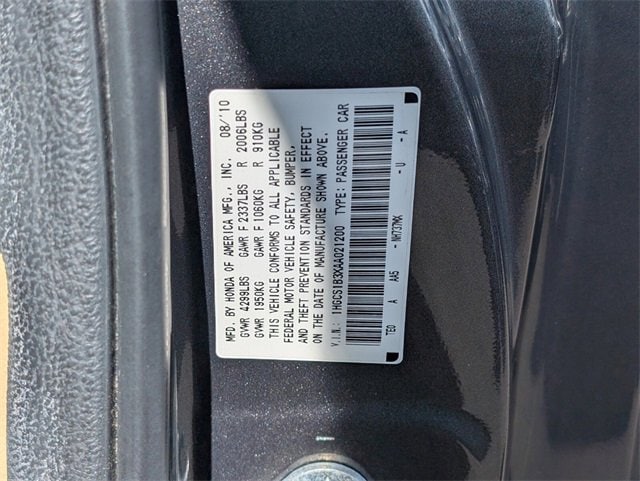 MFD. BY HONDA OF AMERICA MFG., INC. 08/'10
GVWR 4299LBS GAWR F 2337LBS R 2006LBS
GVWR 1950KG GAWR F 1060KG R 910KG
THIS VEHICLE CONFORMS TO ALL APPLICABLE
FEDERAL MOTOR VEHICLE SAFETY, BUMPER,
AND THEFT PREVENTION STANDARDS IN EFFECT
ON THE DATE OF MANUFACTURE SHOWN ABOVE.
V.I.N.: 1HGCS1B3XAA021200 TYPE: PASSENGER CAR
TE0 A AA5 - NH737MX - U - A